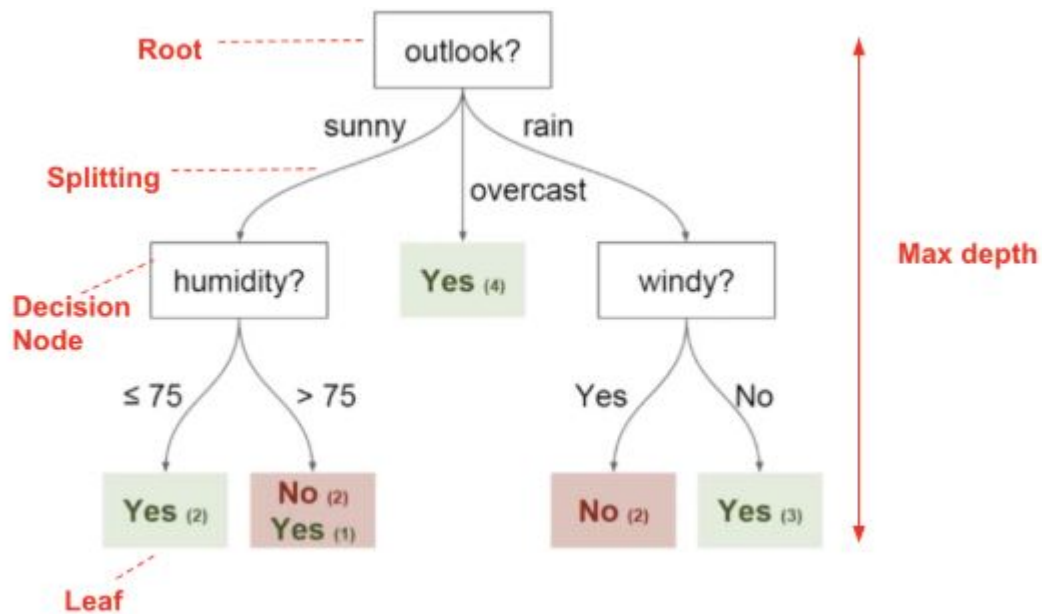 Root
outlook?
sunny
rain
Splitting
overcast
humidity?
Yes (4)
windy?
Max depth
Decision
Node
≤ 75
> 75
Yes
No
Yes (2)
No (2)
Yes (1)
No (2)
Yes (3)
Leaf